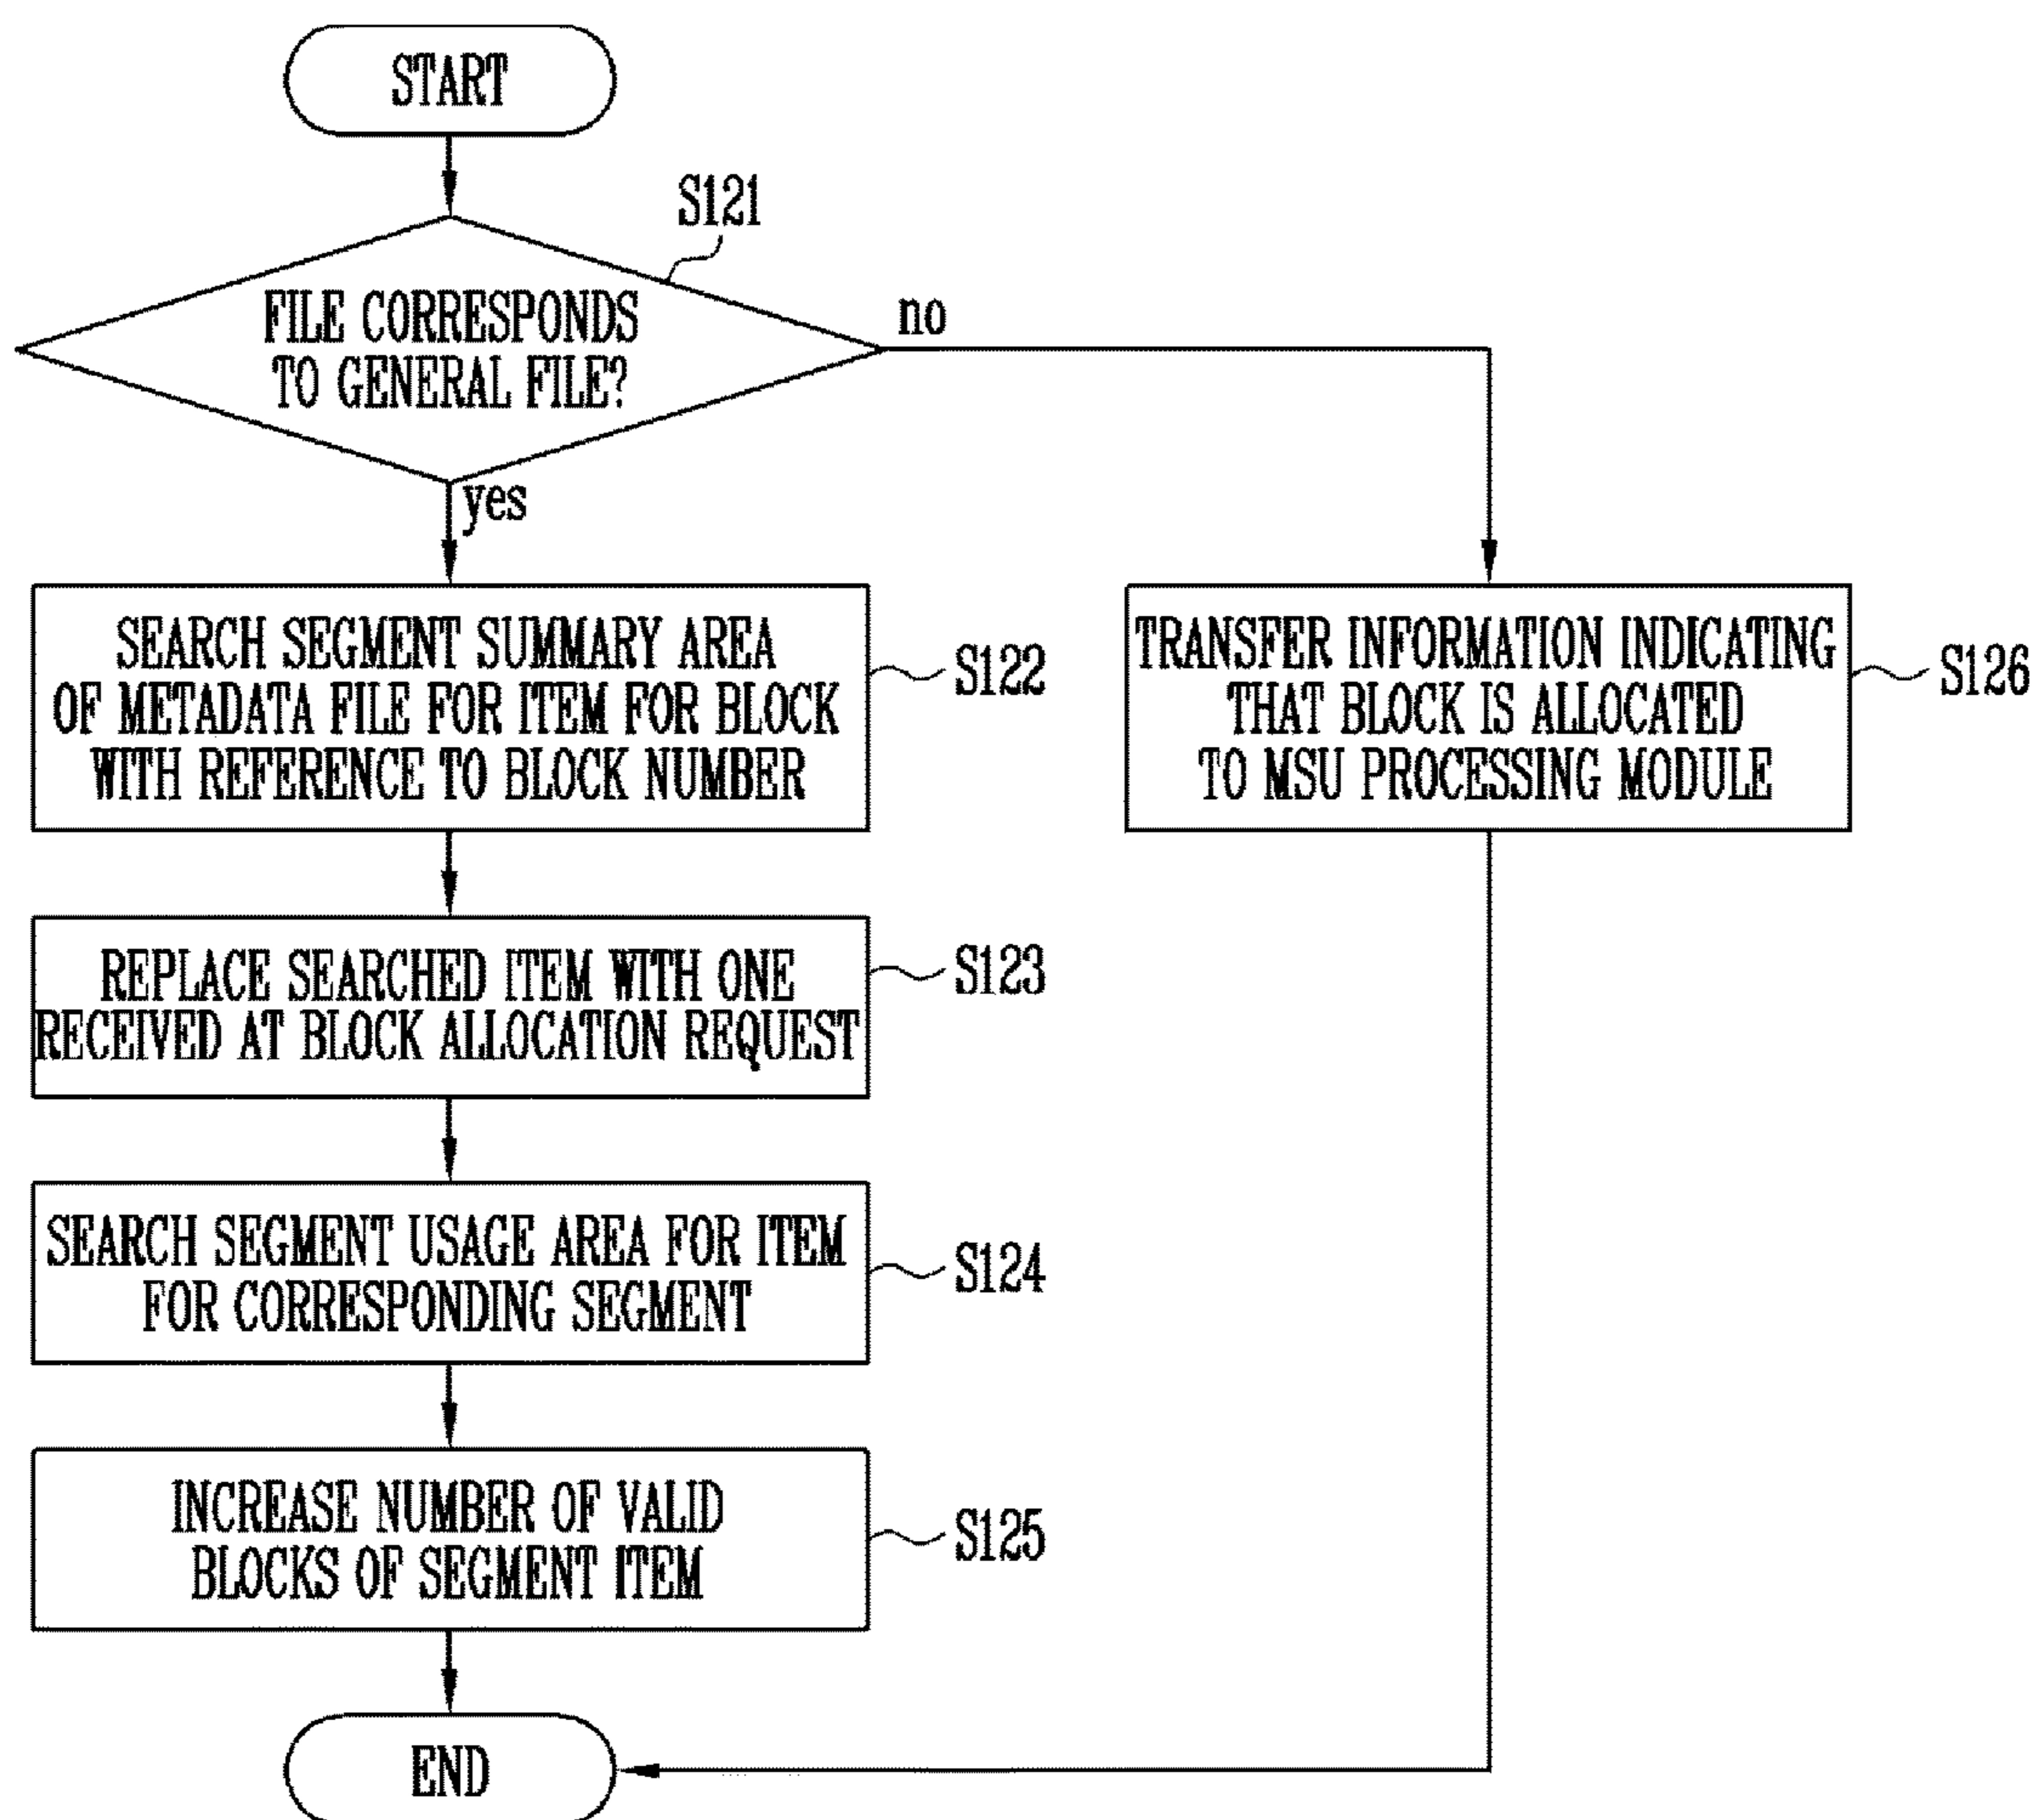 START
S121
FILE CORRESPONDS
TO GENERAL FILE?
no
yes
SEARCH SEGMENT SUMMARY AREA
OF METADATA FILE FOR ITEM FOR BLOCK
WITH REFERENCE TO BLOCK NUMBER
S122
TRANSFER INFORMATION INDICATING
THAT BLOCK IS ALLOCATED
TO MSU PROCESSING MODULE
S126
REPLACE SEARCHED ITEM WITH ONE
RECEIVED AT BLOCK ALLOCATION REQUEST
S123
SEARCH SEGMENT USAGE AREA FOR ITEM
FOR CORRESPONDING SEGMENT
S124
INCREASE NUMBER OF VALID
BLOCKS OF SEGMENT ITEM
S125
END